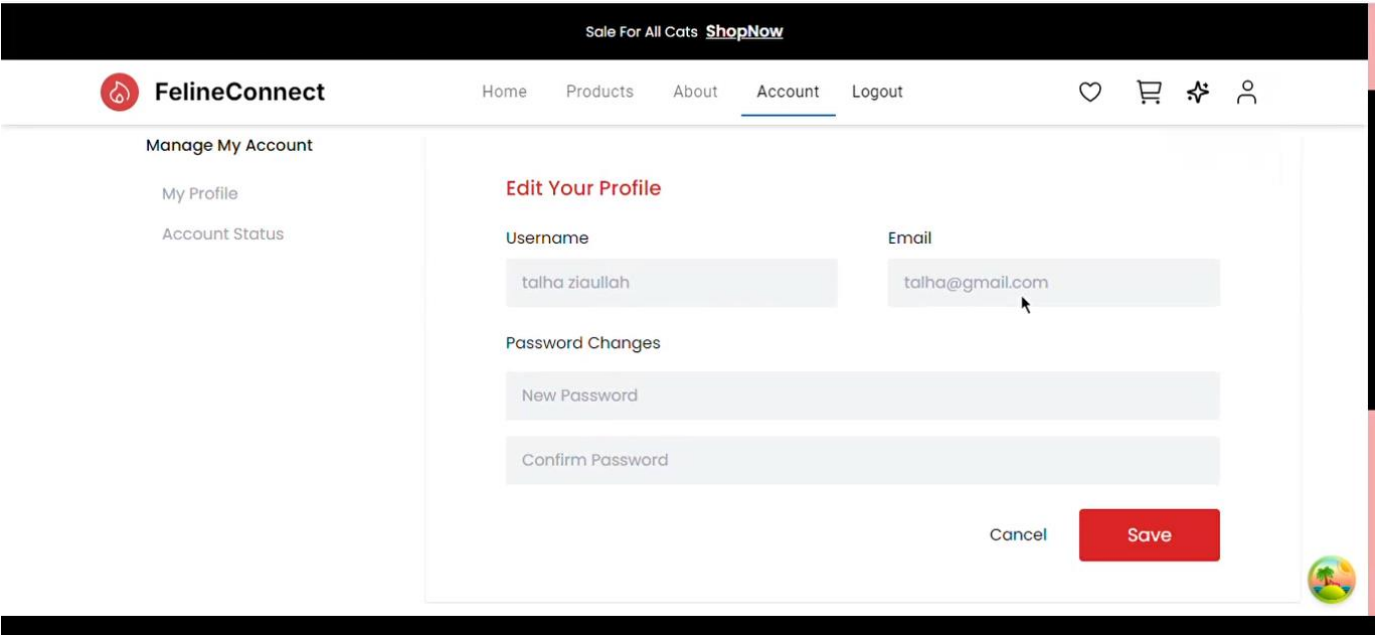 Sale For All Cats ShopNow
FelineConnect Home Products About Account Logout
Manage My Account
My Profile
Account Status
Edit Your Profile
Username Email
talha ziaullah talha@gmail.com
Password Changes
New Password
Confirm Password
Cancel Save